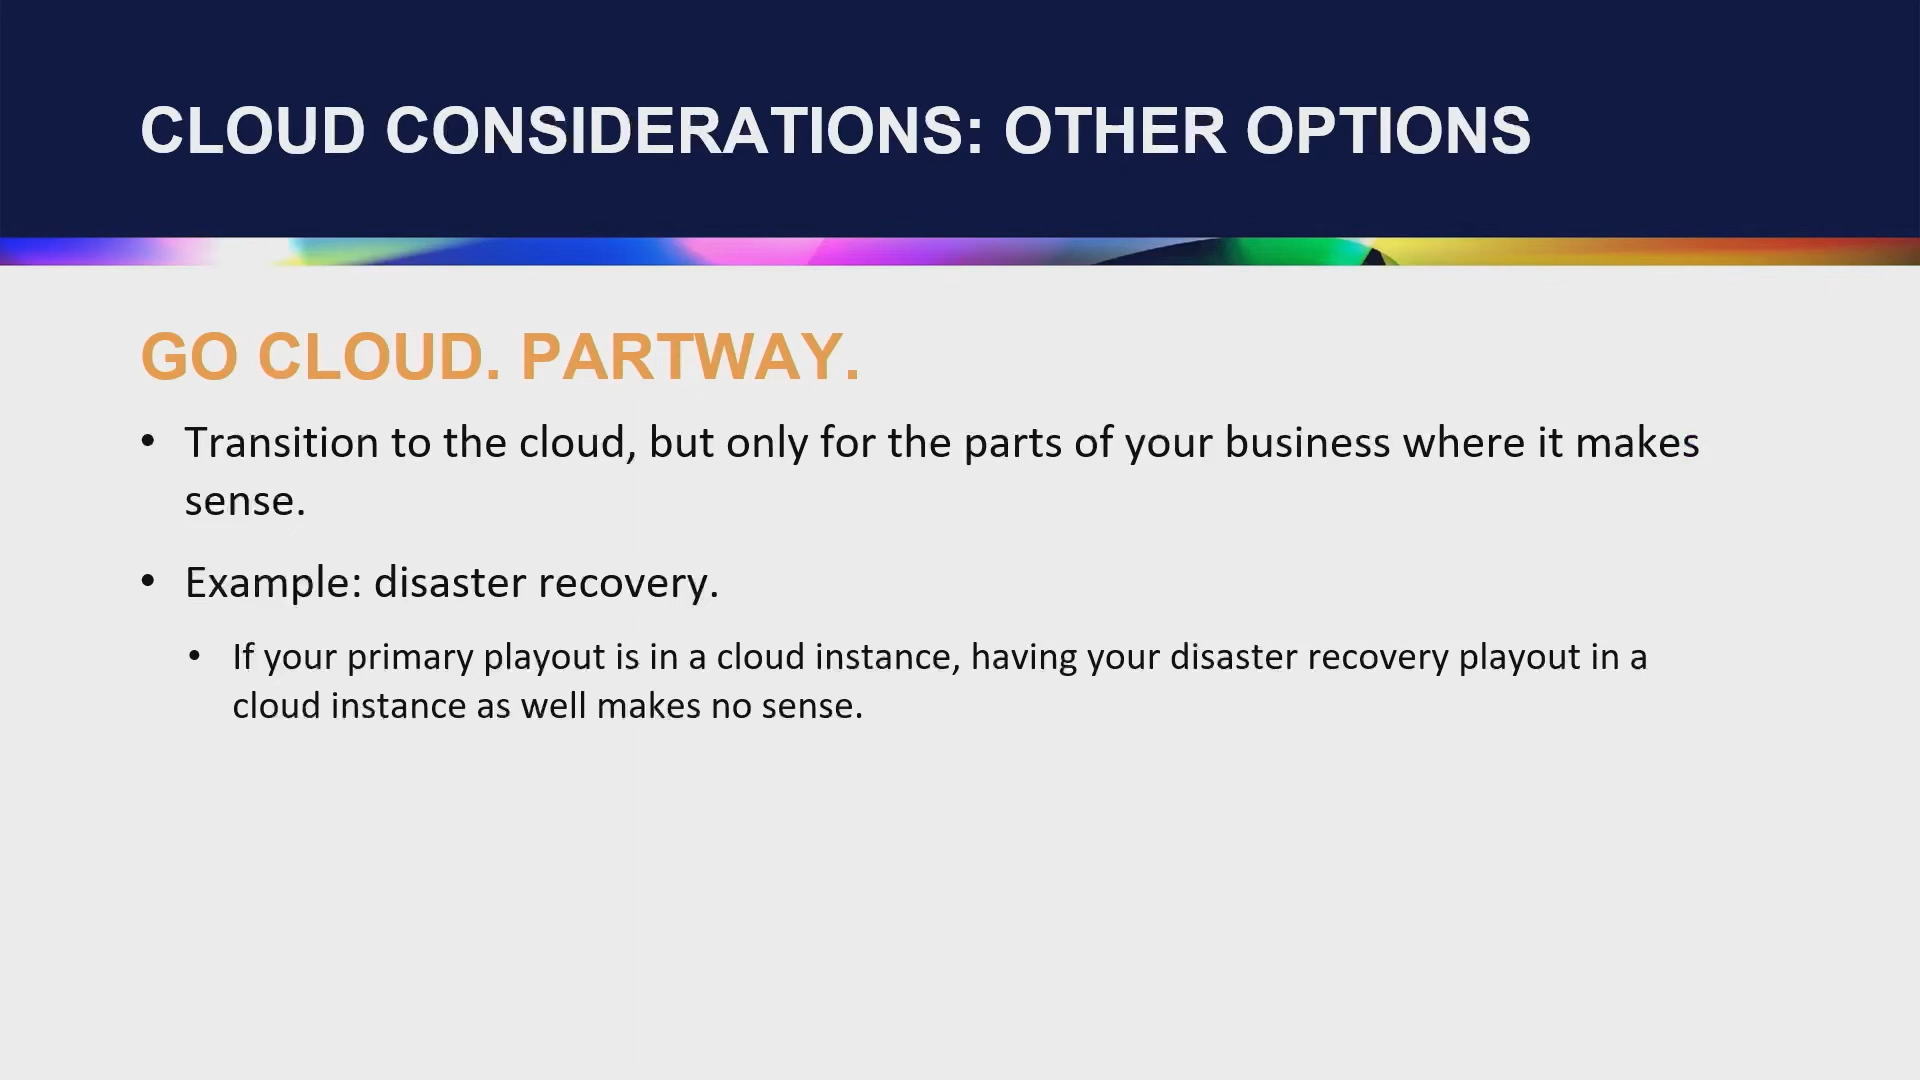 CLOUD CONSIDERATIONS: OTHER OPTIONS
GO CLOUD. PARTWAY.
• Transition to the cloud, but only for the parts of your business where it makes
sense.
• Example: disaster recovery.
• If your primary playout is in a cloud instance, having your disaster recovery playout in a
cloud instance as well makes no sense.